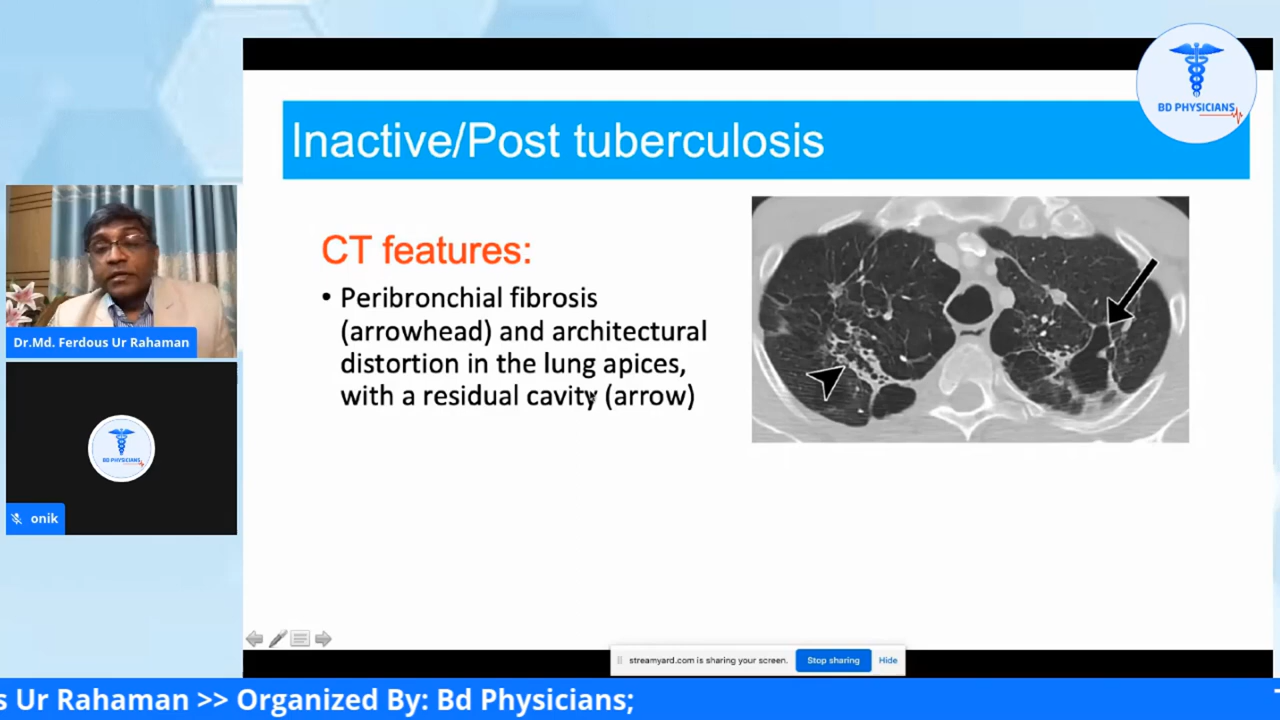 BD PHYSICIANS
Inactive/Post tuberculosis
CT features:
• Peribronchial fibrosis
(arrowhead) and architectural
distortion in the lung apices,
with a residual cavity (arrow)
Dr.Md. Ferdous Ur Rahaman
BD PHYSICIANS
onik
streamyard.com is sharing your screen.
Stop sharing
Hide
s Ur Rahaman >> Organized By: Bd Physicians;